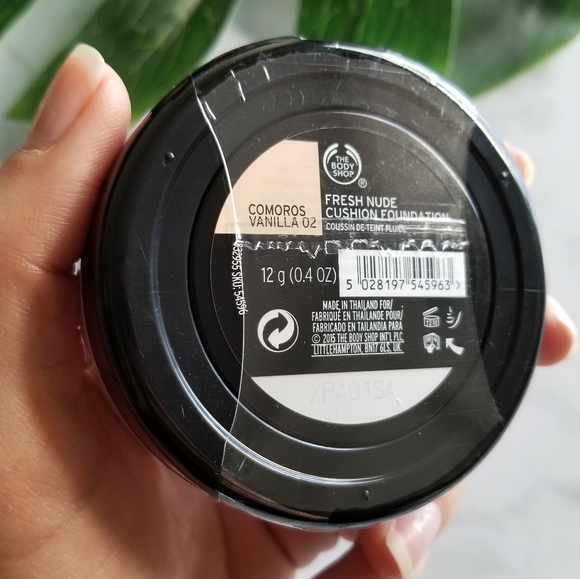 THE
BODY
SHOP
®
COMOROS
VANILLA 02
FRESH NUDE
CUSHION FOUNDATION
COUSSIN DE TEINT FLUIDE
12 g (0.4 OZ)
5 028197 545963 >
MADE IN THAILAND FOR/
FABRIQUÉ EN THAÏLANDE POUR/
FABRICADO EN TAILANDIA PARA
© 2015 THE BODY SHOP INT'L PLC,
LITTLEHAMPTON, BN17 6LS, UK
XP401SA